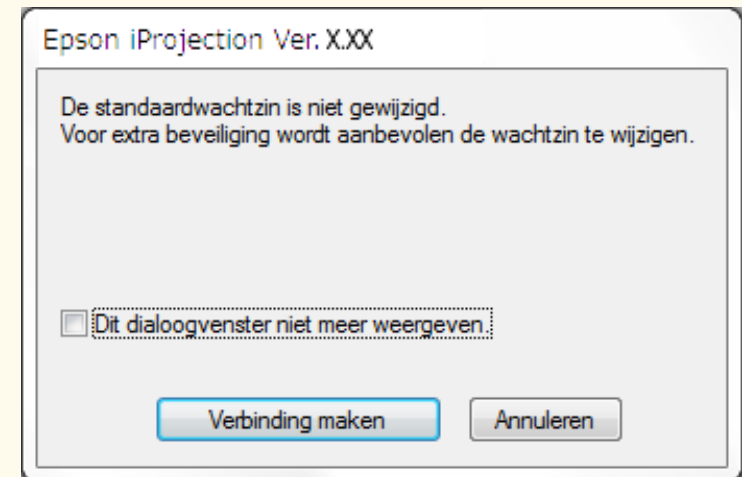 Epson iProjection Ver. X.XX
De standaardwachtzin is niet gewijzigd.
Voor extra beveiliging wordt aanbevolen de wachtzin te wijzigen.
Dit dialoogvenster niet meer weergeven.
Verbinding maken
Annuleren